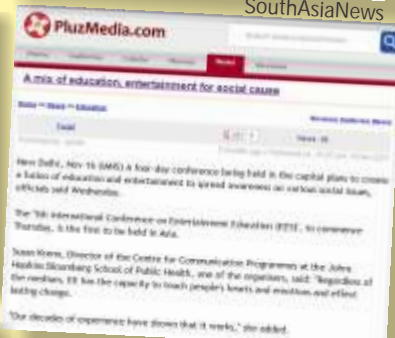 SouthAsiaNews
PluzMedia.com
A mix of education, entertainment for social cause
New Delhi, Nov 16 (IANS) A four-day conference being held in the capital plans to create
a fusion of education and entertainment to spread awareness on various social issues,
officials said Wednesday.
The 5th International Conference on Entertainment Education (EE5), to commence
Thursday, is the first to be held in Asia.
Susan Krenn, Director of the Centre for Communication Programmes at the Johns
Hopkins Bloomberg School of Public Health, one of the organisers, said: "Regardless of
the medium, EE has the capacity to touch people's hearts and emotions and effect
lasting change.
"Our decades of experience have shown that it works," she added.